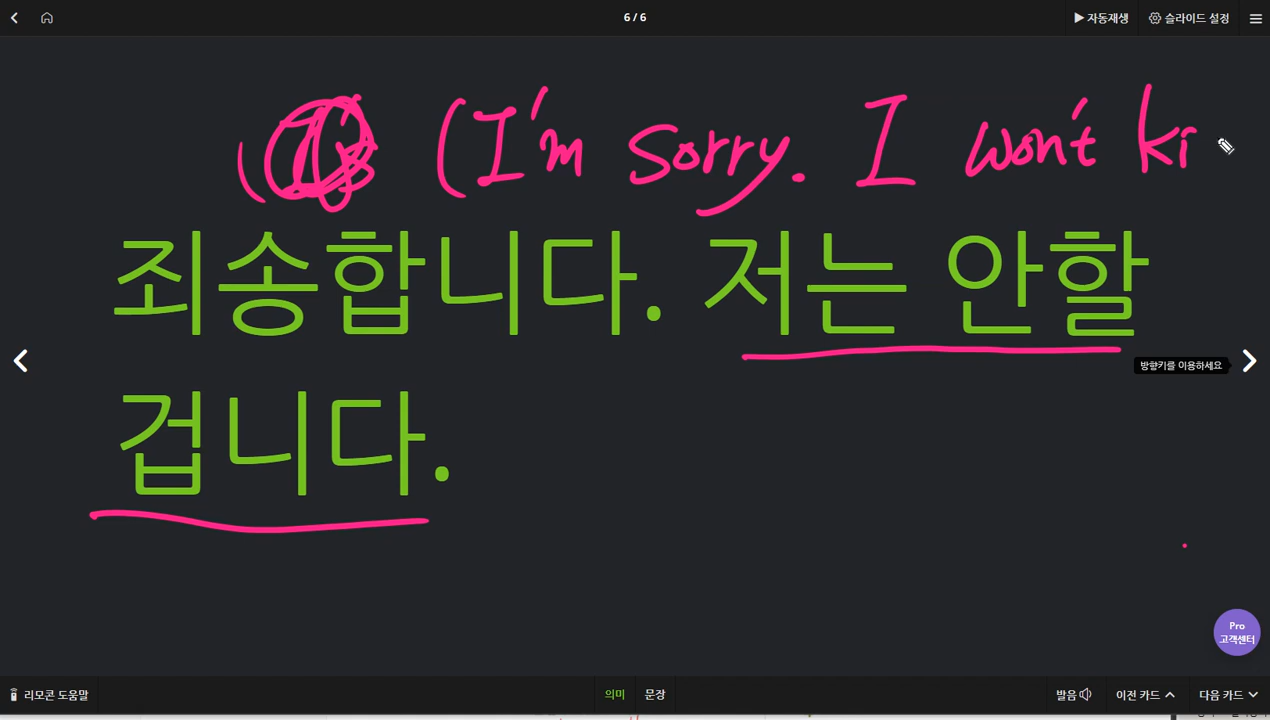 6 / 6
자동재생
슬라이드 설정
(I'm sorry. I won't ki
죄송합니다. 저는 안할
겁니다.
방향키를 이용하세요
Pro
고객센터
리모콘 도움말
의미
문장
발음
이전 카드
다음 카드